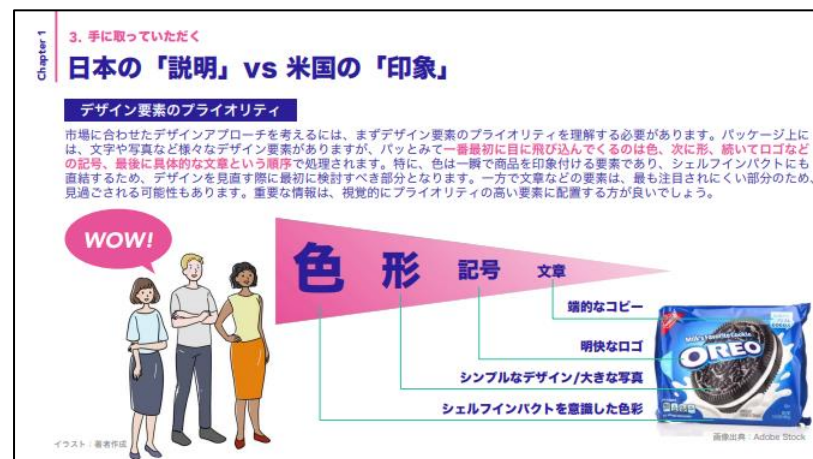 Chapter 1
3. 手に取っていただく
日本の「説明」vs 米国の「印象」
デザイン要素のプライオリティ
市場に合わせたデザインアプローチを考えるには、まずデザイン要素のプライオリティを理解する必要があります。パッケージ上に
は、文字や写真など様々なデザイン要素がありますが、パッとみて一番最初に目に飛び込んでくるのは色、次に形、続いてロゴなど
の記号、最後に具体的な文章という順序で処理されます。特に、色は一瞬で商品を印象付ける要素であり、シェルフインパクトにも
直結するため、デザインを見直す際に最初に検討すべき部分となります。一方で文章などの要素は、最も注目されにくい部分のため、
見過ごされる可能性もあります。重要な情報は、視覚的にプライオリティの高い要素に配置する方が良いでしょう。
WOW!
色 形 記号 文章
端的なコピー
明快なロゴ
シンプルなデザイン/大きな写真
シェルフインパクトを意識した色彩
Milk's Favorite Cookie
OREO
イラスト：著者作成
画像出典：Adobe Stock